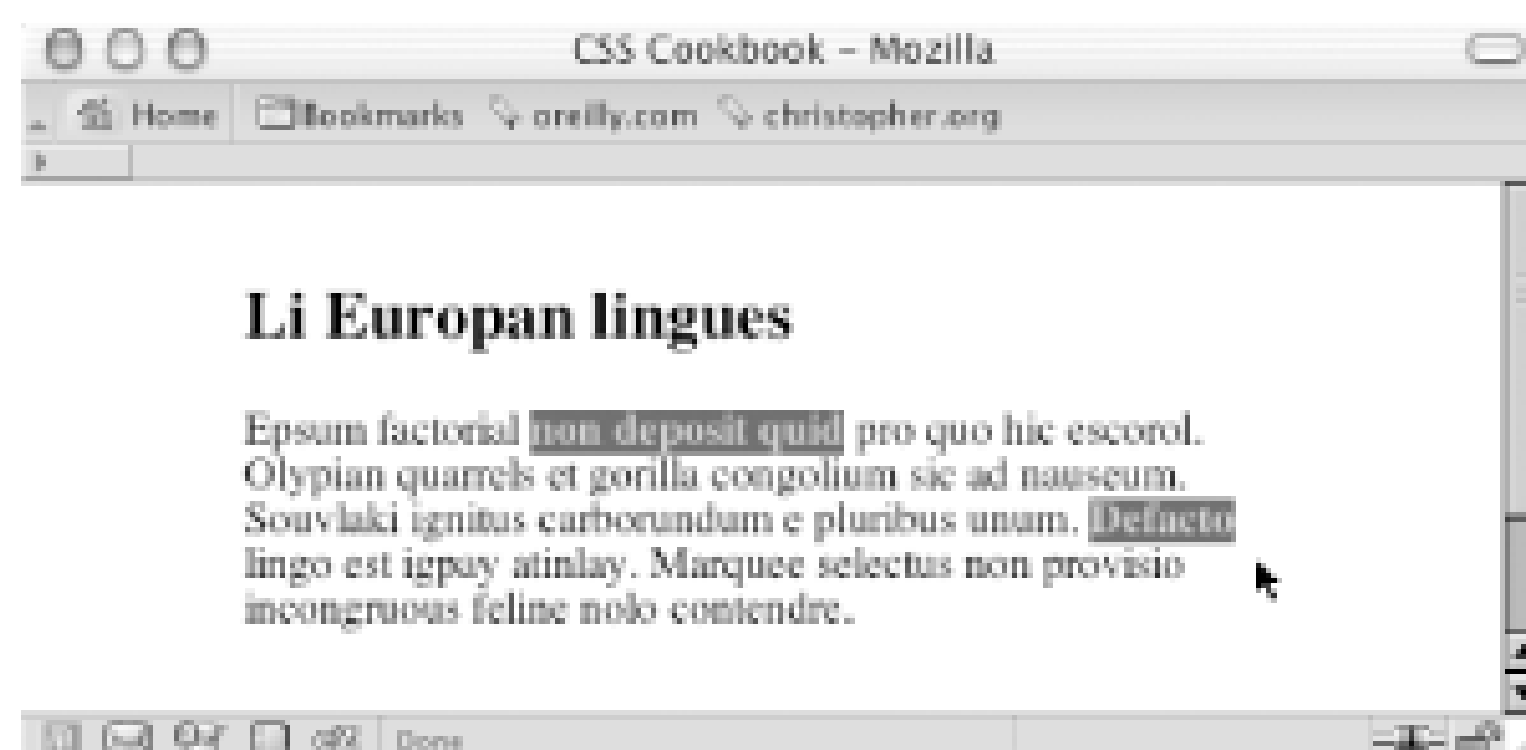 CSS Cookbook – Mozilla
Home Bookmarks oreilly.com christopher.org
Li Europan lingues
Epsum factorial non deposit quid pro quo hic escorol.
Olypian quarrels et gorilla congolium sic ad nauseum.
Souvlaki ignitus carborundum e pluribus unum. Defacto
lingo est igpay atinlay. Marquee selectus non provisio
incongruous feline nolo contendre.
Done